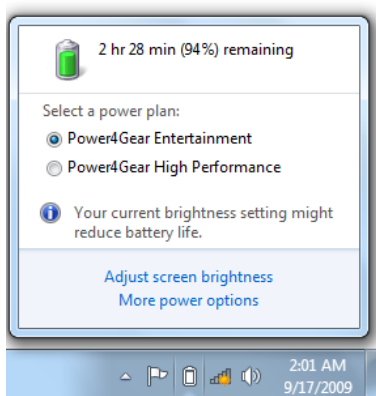 2 hr 28 min (94%) remaining
Select a power plan:
Power4Gear Entertainment
Power4Gear High Performance
Your current brightness setting might
reduce battery life.
Adjust screen brightness
More power options
2:01 AM
9/17/2009